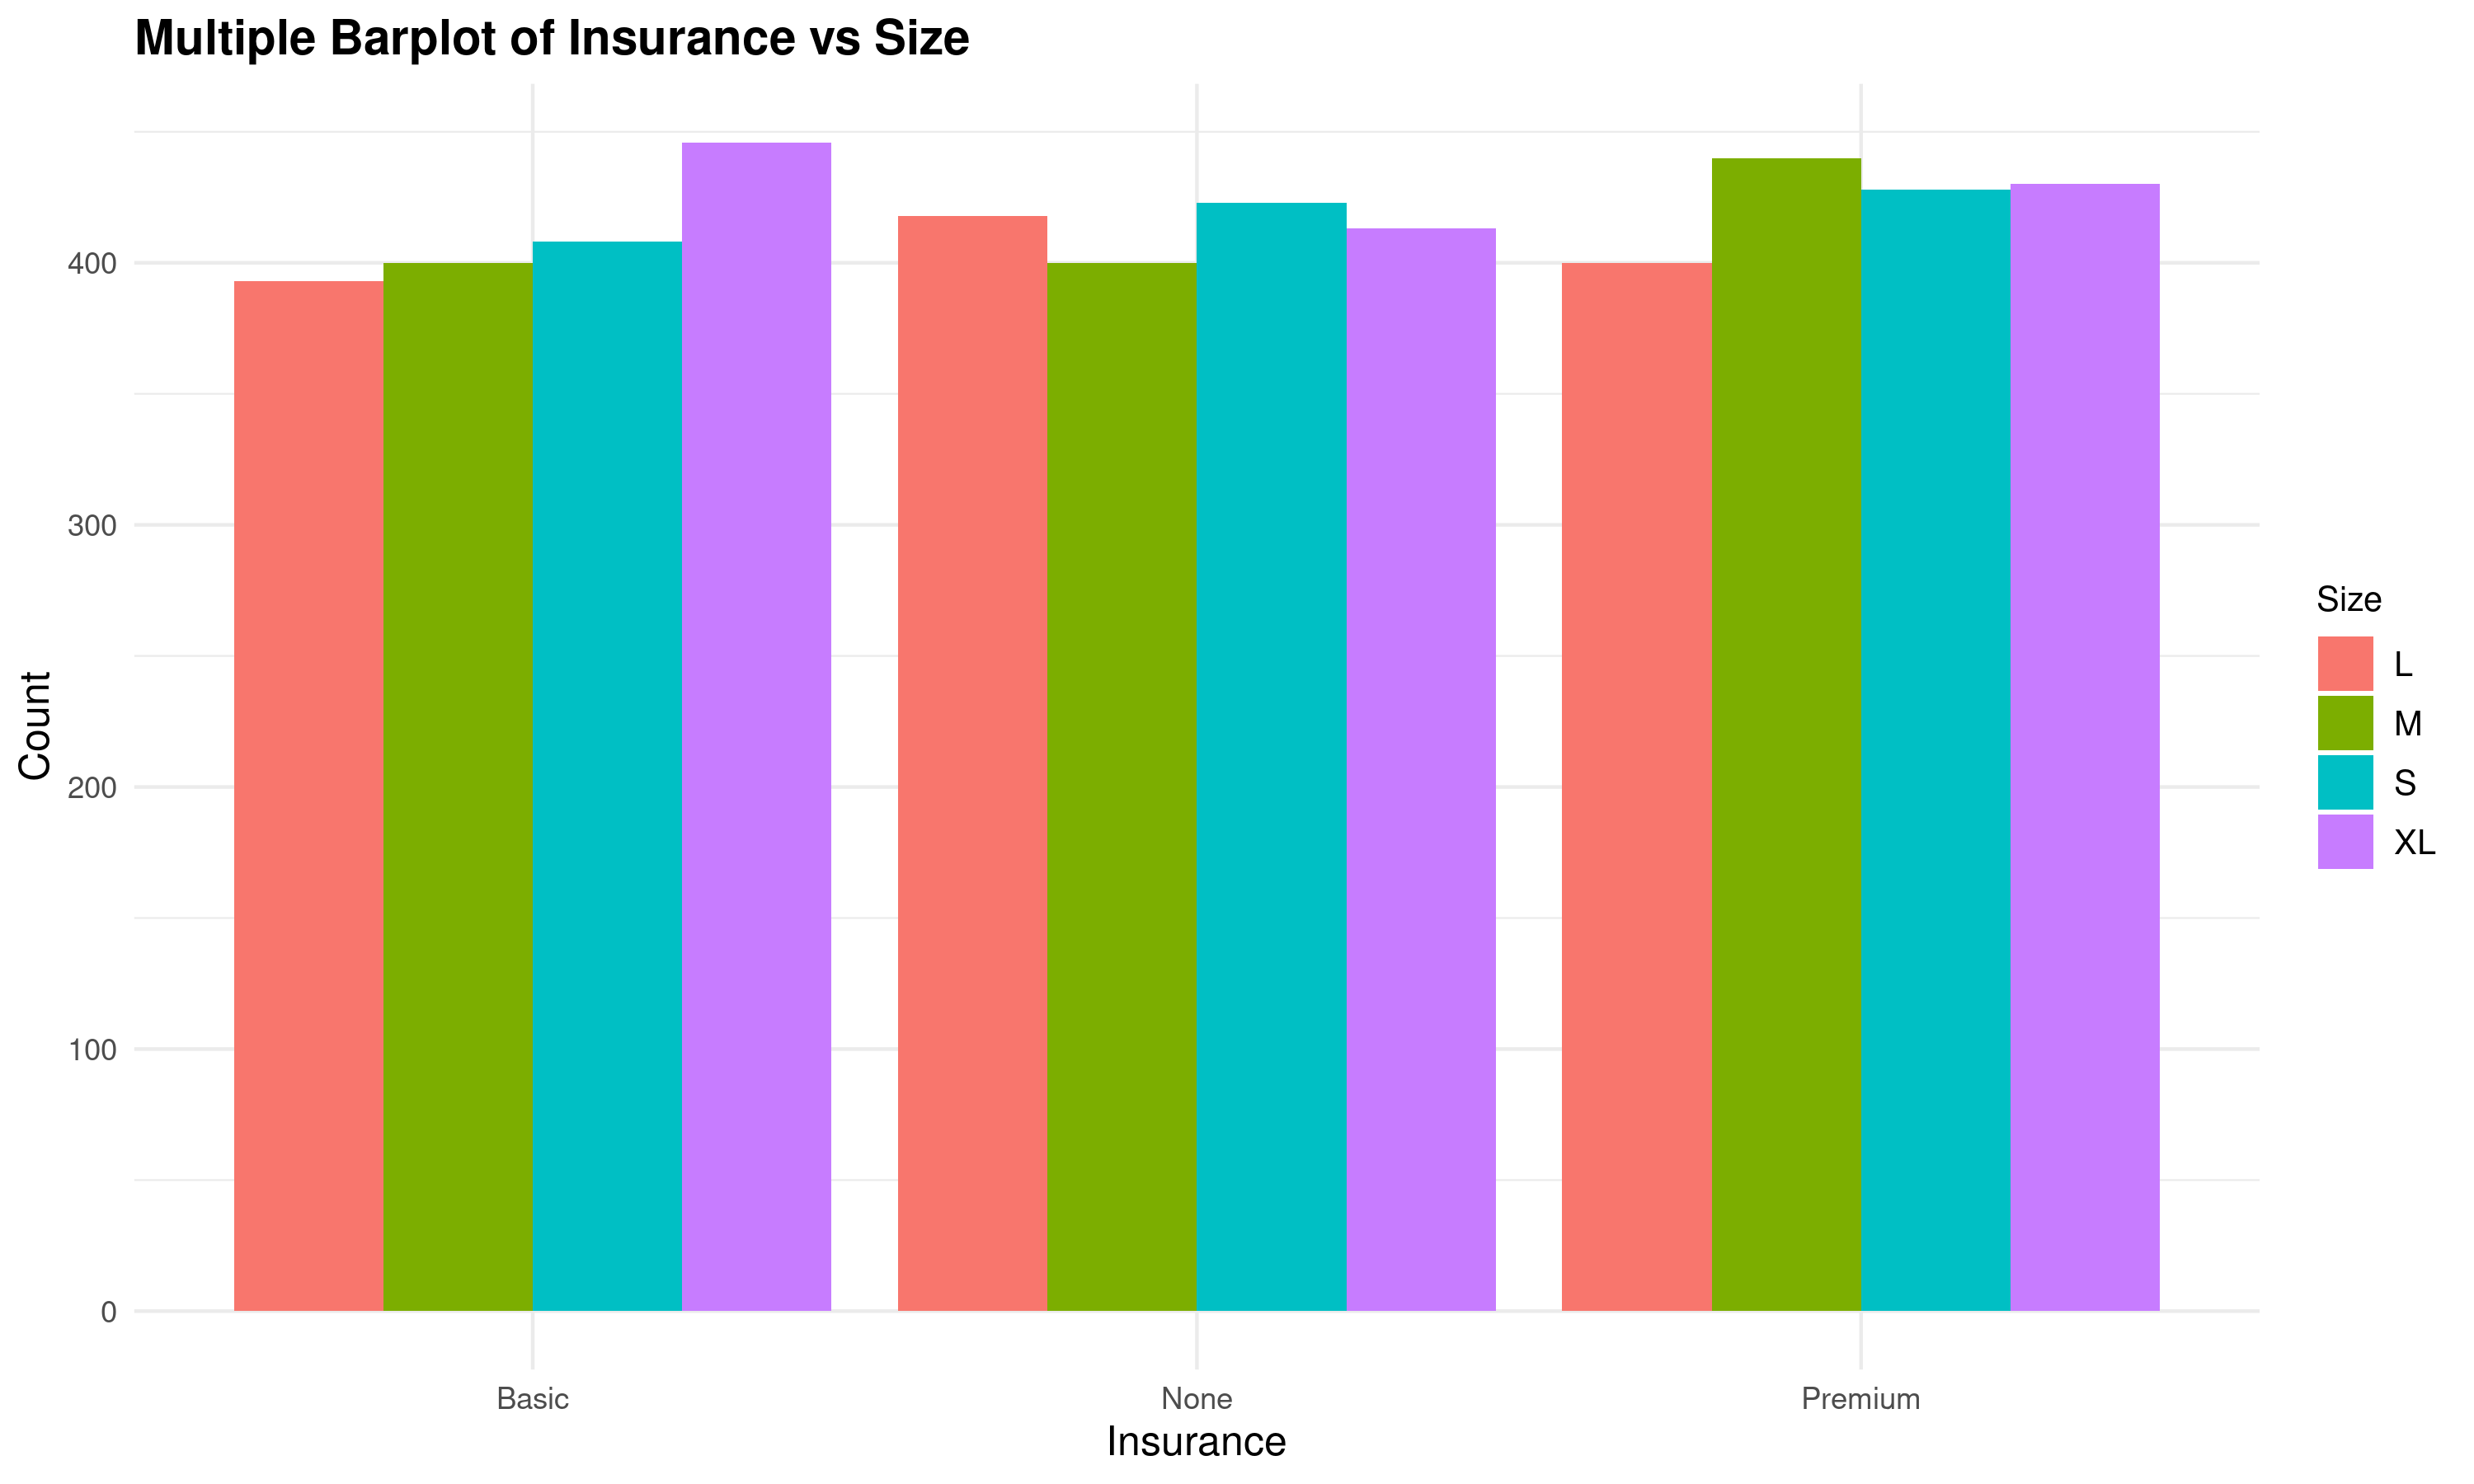 Multiple Barplot of Insurance vs Size
Count
400
300
200
100
0
Basic
None
Premium
Insurance
Size
L
M
S
XL